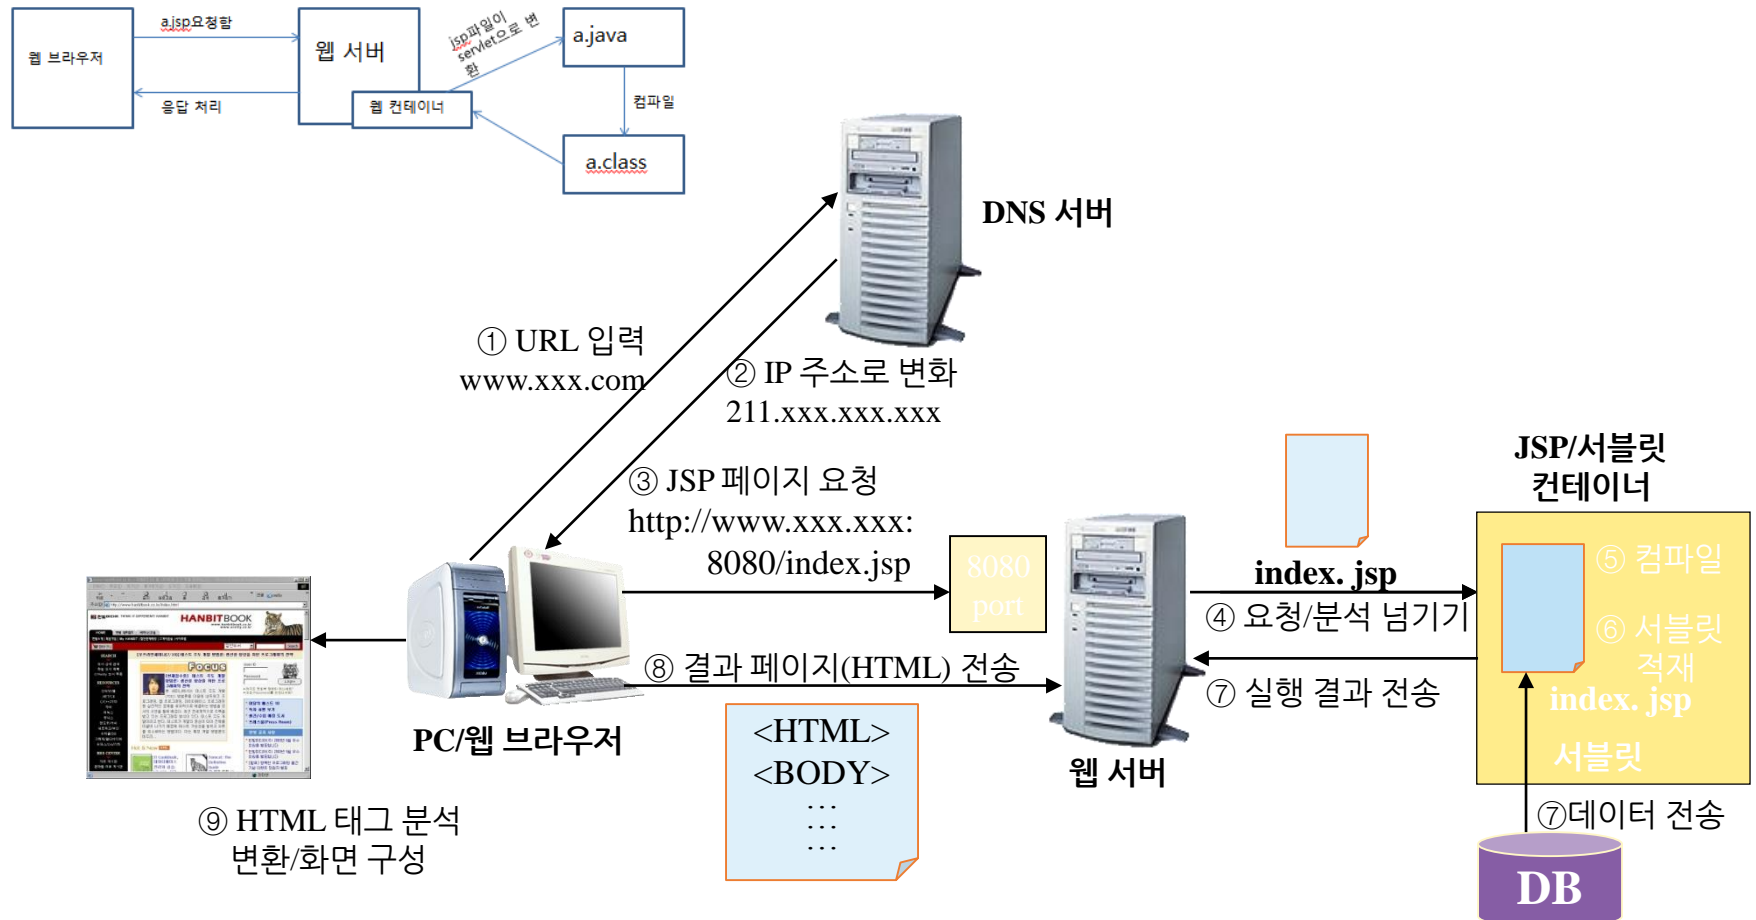 a.jsp요청함
웹 브라우저
웹 서버
응답 처리
웹 컨테이너
jsp파일이
servlet으로 변
환
a.java
컴파일
a.class
DNS 서버
① URL 입력
www.xxx.com
② IP 주소로 변화
211.xxx.xxx.xxx
③ JSP 페이지 요청
http://www.xxx.xxx:
8080/index.jsp
8080
port
index. jsp
④ 요청/분석 넘기기
JSP/서블릿
컨테이너
⑤ 컴파일
⑥ 서블릿
적재
index. jsp
서블릿
⑦ 실행 결과 전송
⑧ 결과 페이지(HTML) 전송
PC/웹 브라우저
웹 서버
<HTML>
<BODY>
...
...
...
⑦데이터 전송
DB
HANBITBOOK
Focus
⑨ HTML 태그 분석
변환/화면 구성